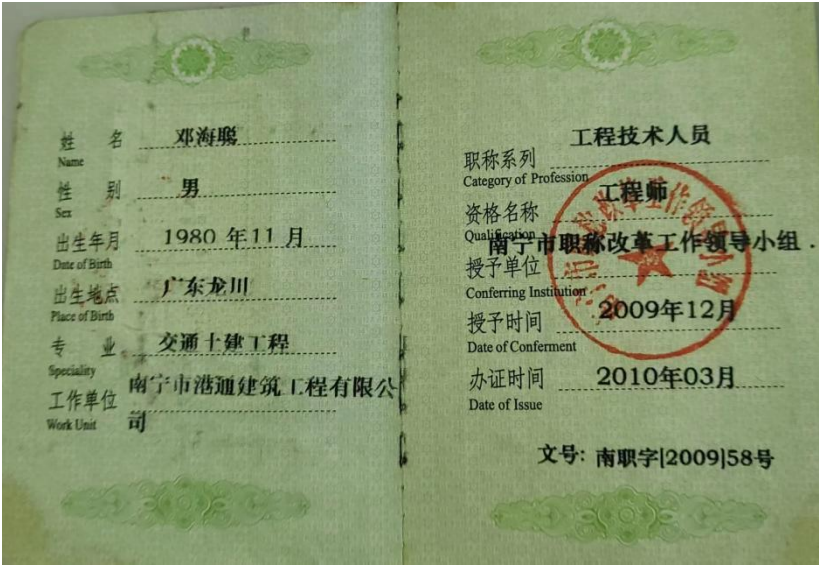 姓名 邓海聪
Name
性别 男
Sex
出生年月 1980年11月
Date of Birth
出生地点 广东龙川
Place of Birth
专业 交通土建工程
Speciality
工作单位 南宁市港通建筑工程有限公
Work Unit 司
职称系列 工程技术人员
Category of Profession
资格名称 工程师
Qualification
授予单位 南宁市职称改革工作领导小组.
Conferring Institution
授予时间 2009年12月
Date of Conferment
办证时间 2010年03月
Date of Issue
文号: 南职字[2009]58号